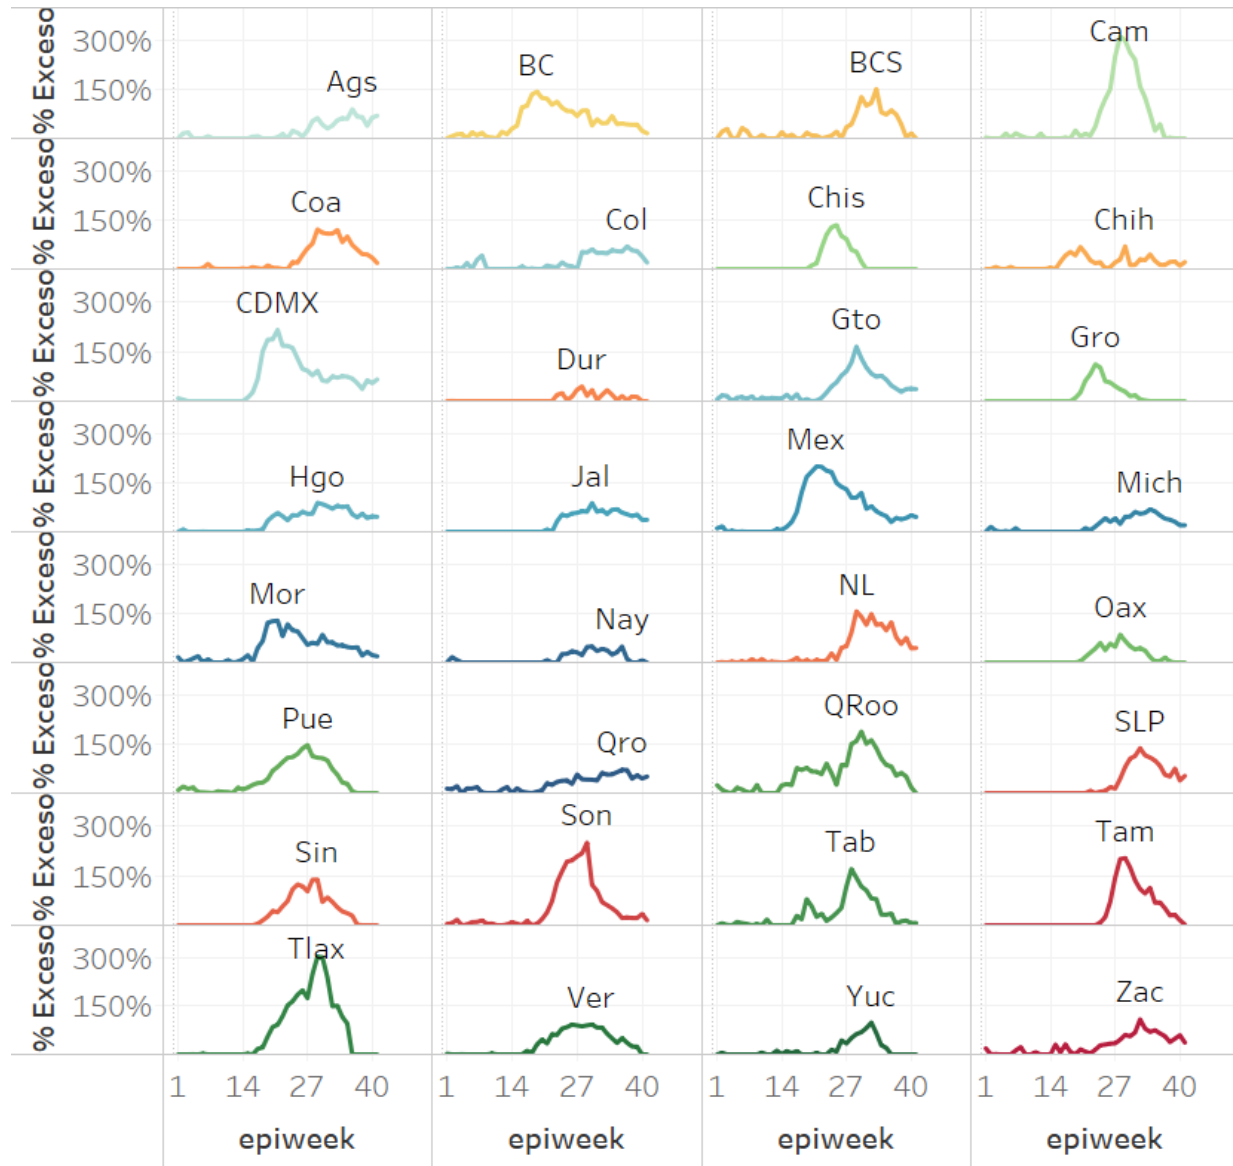 % Exceso 300% 150% Ags BC BCS Cam
% Exceso 300% 150% Coa Col Chis Chih
% Exceso 300% 150% CDMX Dur Gto Gro
% Exceso 300% 150% Hgo Jal Mex Mich
% Exceso 300% 150% Mor Nay NL Oax
% Exceso 300% 150% Pue Qro QRoo SLP
% Exceso 300% 150% Sin Son Tab Tam
% Exceso 300% 150% Tlax Ver Yuc Zac
1 14 27 40 1 14 27 40 1 14 27 40 1 14 27 40
epiweek epiweek epiweek epiweek